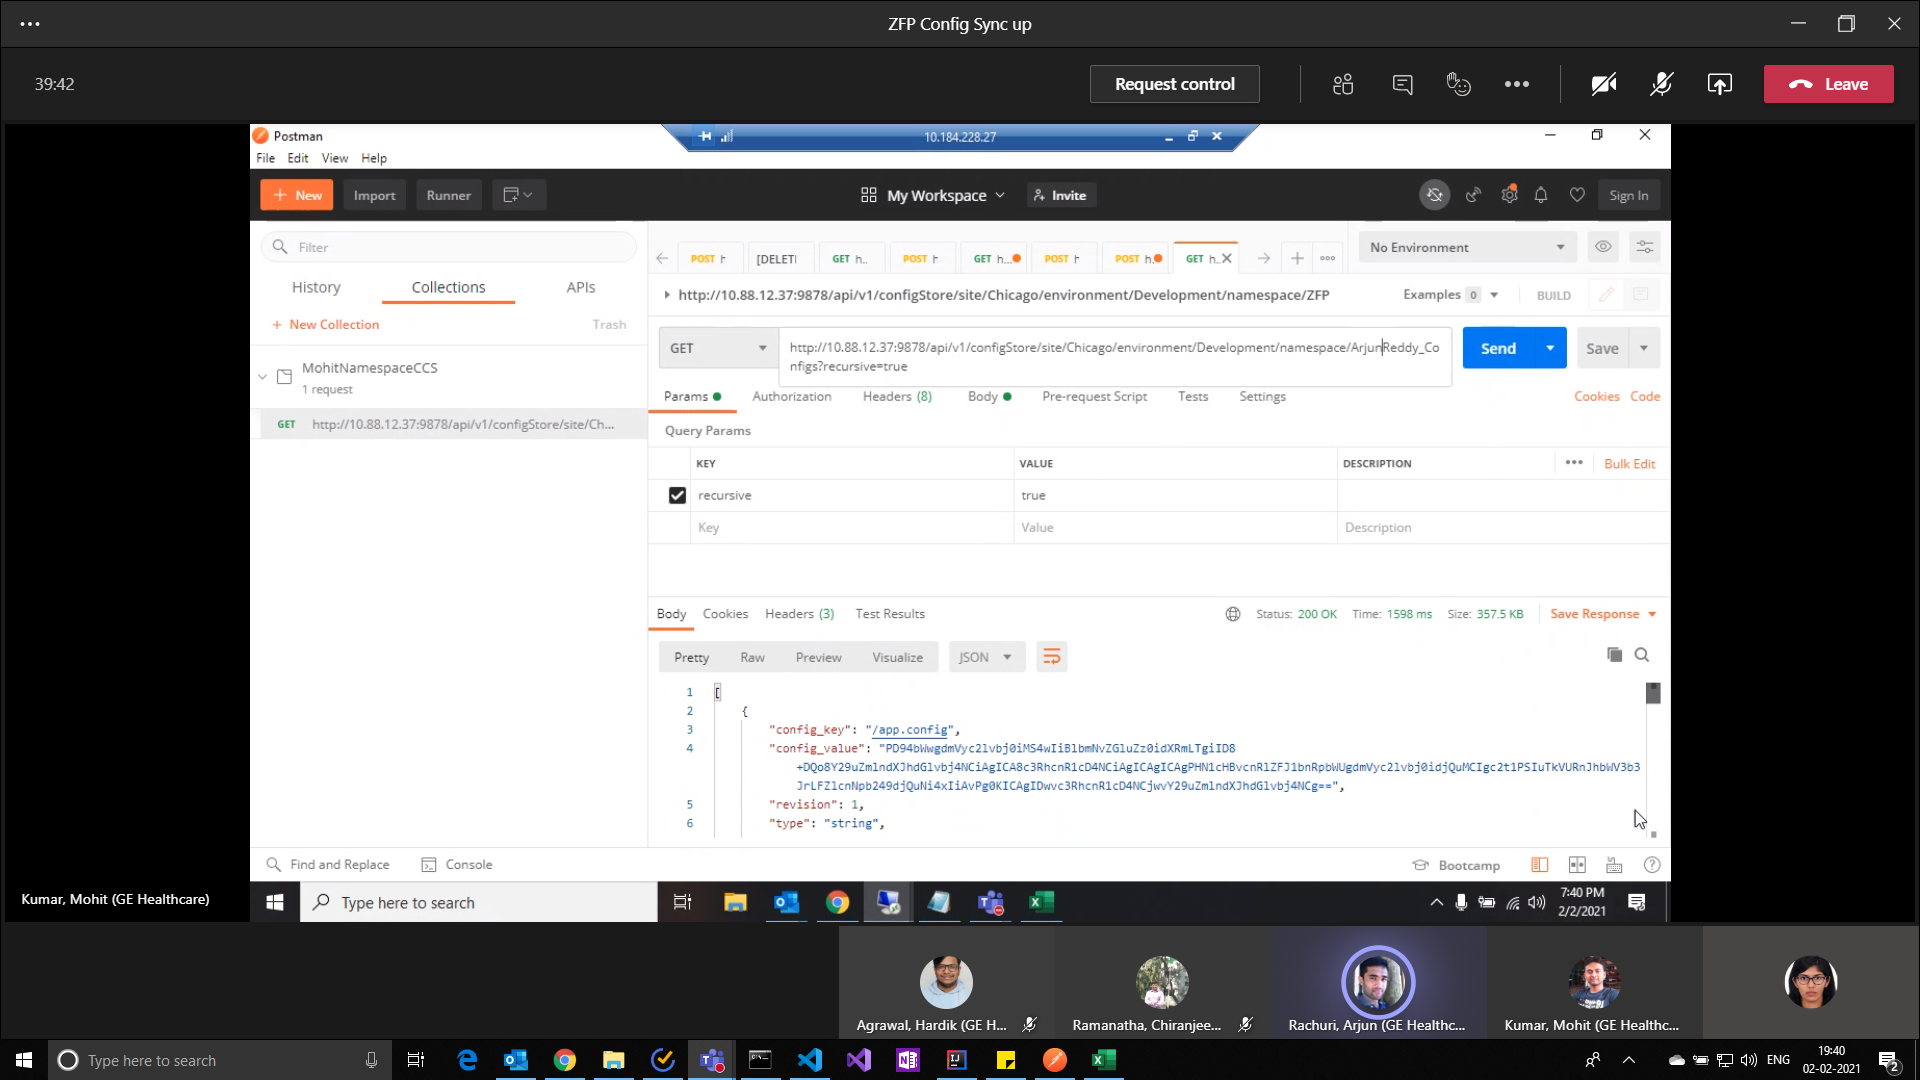 ZFP Config Sync up
39:42
Request control
Leave
Postman
10.184.228.27
File Edit View Help
New
Import
Runner
My Workspace
Invite
Sign In
Filter
POST
[DELETI
GET h..
POST
GET h...
POST
POST h.
GET h..
No Environment
History
Collections
APIs
http://10.88.12.37:9878/api/v1/configStore/site/Chicago/environment/Development/namespace/ZFP
Examples 0
BUILD
+ New Collection
Trash
GET
http://10.88.12.37:9878/api/v1/configStore/site/Chicago/environment/Development/namespace/ArjunReddy_Co
nfigs?recursive=true
Send
Save
MohitNamespaceCCS
1 request
GET http://10.88.12.37:9878/api/v1/configStore/site/Ch...
Params
Authorization
Headers (8)
Body
Pre-request Script
Tests
Settings
Cookies Code
Query Params
KEY
VALUE
DESCRIPTION
Bulk Edit
recursive
true
Key
Value
Description
Body
Cookies
Headers (3)
Test Results
Status: 200 OK
Time: 1598 ms
Size: 357.5 KB
Save Response
Pretty
Raw
Preview
Visualize
JSON
1 [
2 {
3 "config_key": "/app.config",
4 "config_value": "PD94bWwgdmVyc2lvbj0iMS4wIiBlbmNvZGluZz0idXRmLTgiID8
+DQo8Y29uZmlndXJhdGlvbj4NCiAgICA8c3RhcnR1cD4NCiAgICAgICAgPHN1cHBvcnRlZFJ1bnRpbWUgdmVyc2lvbj0idjQuMCIgc2t1PSIuTkVURnJhbWV3b3
JrLFZlcnNpb249djQuNi4xIiAvPg0KICAgIDwvc3RhcnR1cD4NCjwvY29uZmlndXJhdGlvbj4NCg==",
5 "revision": 1,
6 "type": "string",
Find and Replace
Console
Bootcamp
Kumar, Mohit (GE Healthcare)
Type here to search
7:40 PM
2/2/2021
Agrawal, Hardik (GE H...
Ramanatha, Chiranjee...
Rachuri, Arjun (GE Healthc...
Kumar, Mohit (GE Healthc...
Type here to search
ENG
19:40
02-02-2021
2